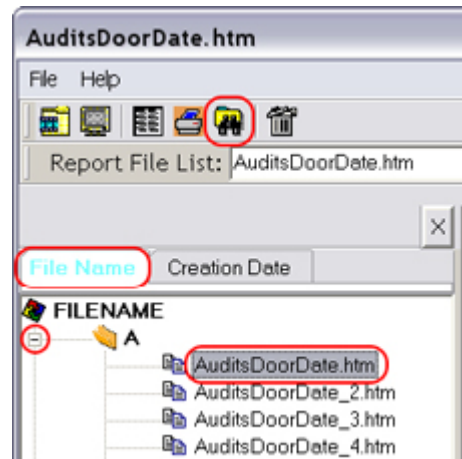 AuditsDoorDate.htm
File Help
Report File List: AuditsDoorDate.htm
File Name Creation Date
FILENAME
A
AuditsDoorDate.htm
AuditsDoorDate_2.htm
AuditsDoorDate_3.htm
AuditsDoorDate_4.htm